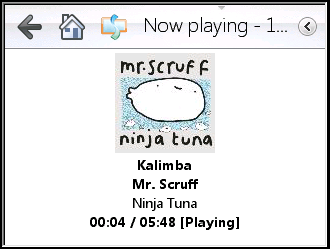 Now playing - 1...
mr.scruff
ninja tuna
Kalimba
Mr. Scruff
Ninja Tuna
00:04 / 05:48 [Playing]